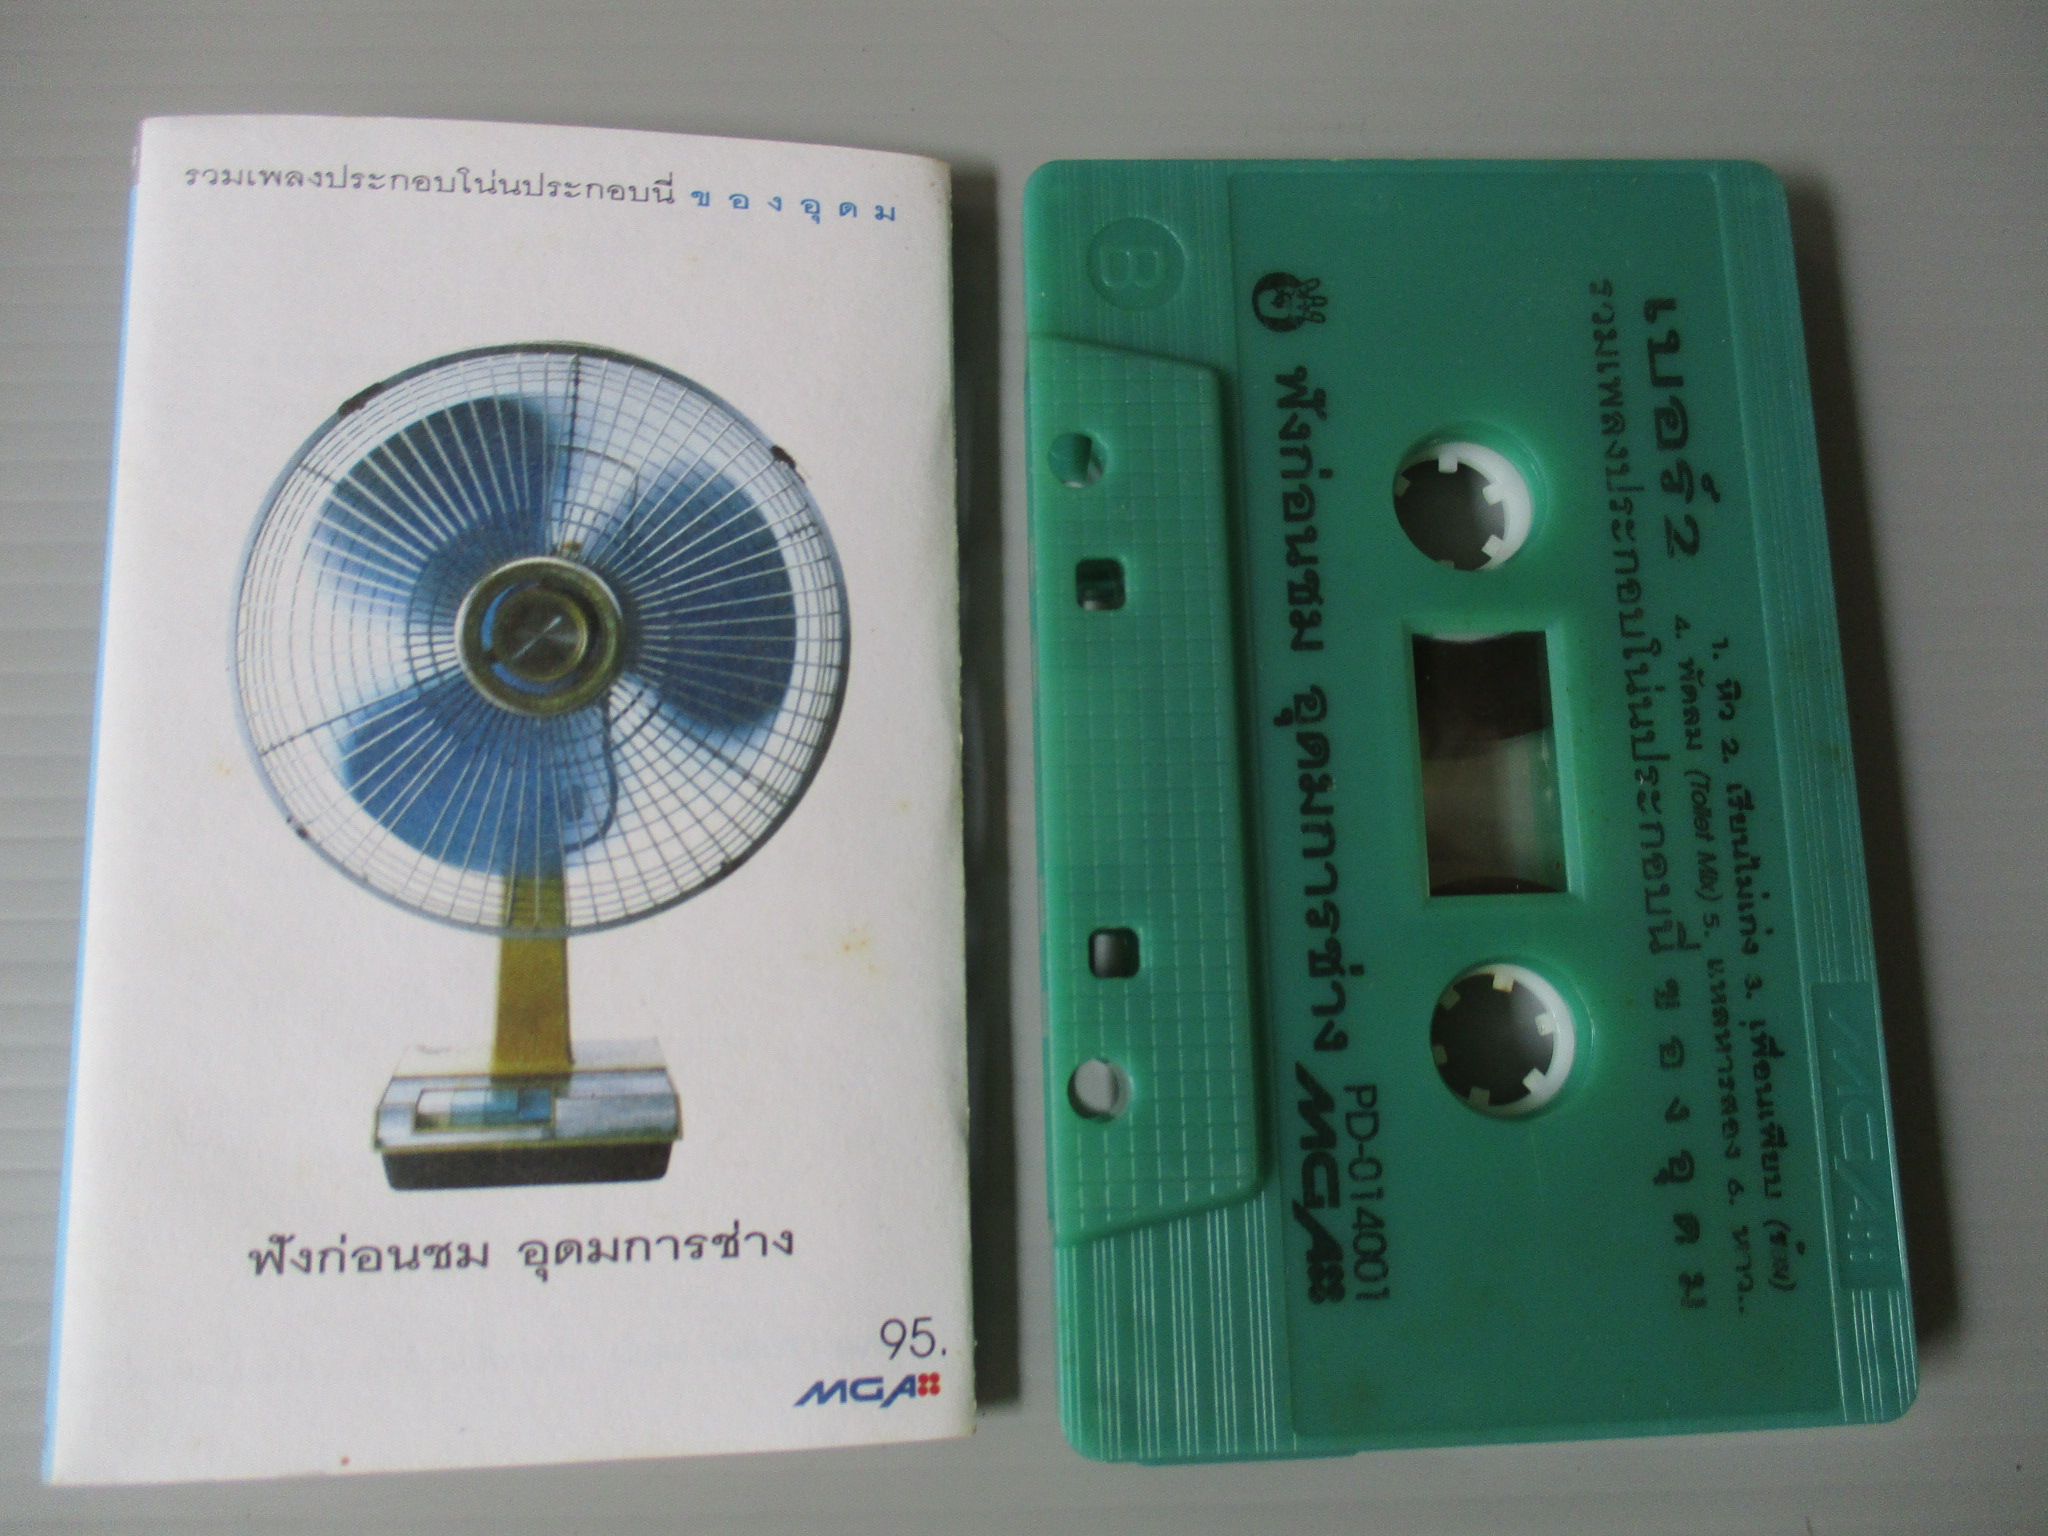 รวมเพลงประกอบโน่นประกอบนี่ ของอุดม
ฟังก่อนชม อุดมการช่าง
95.
MGA
B
เบอร์ 2
1. หิว 2. เรียนไม่เก่ง 3. เพื่อนเหียบ (ร้อน)
4. พัดลม (Toilet Mix) 5. แหลหาระลอง 6. หาว..
รวมเพลงประกอบโน่นประกอบนี่ ของอุดม
ฟังก่อนชม อุดมการช่าง MGA
PD-014001
MGA